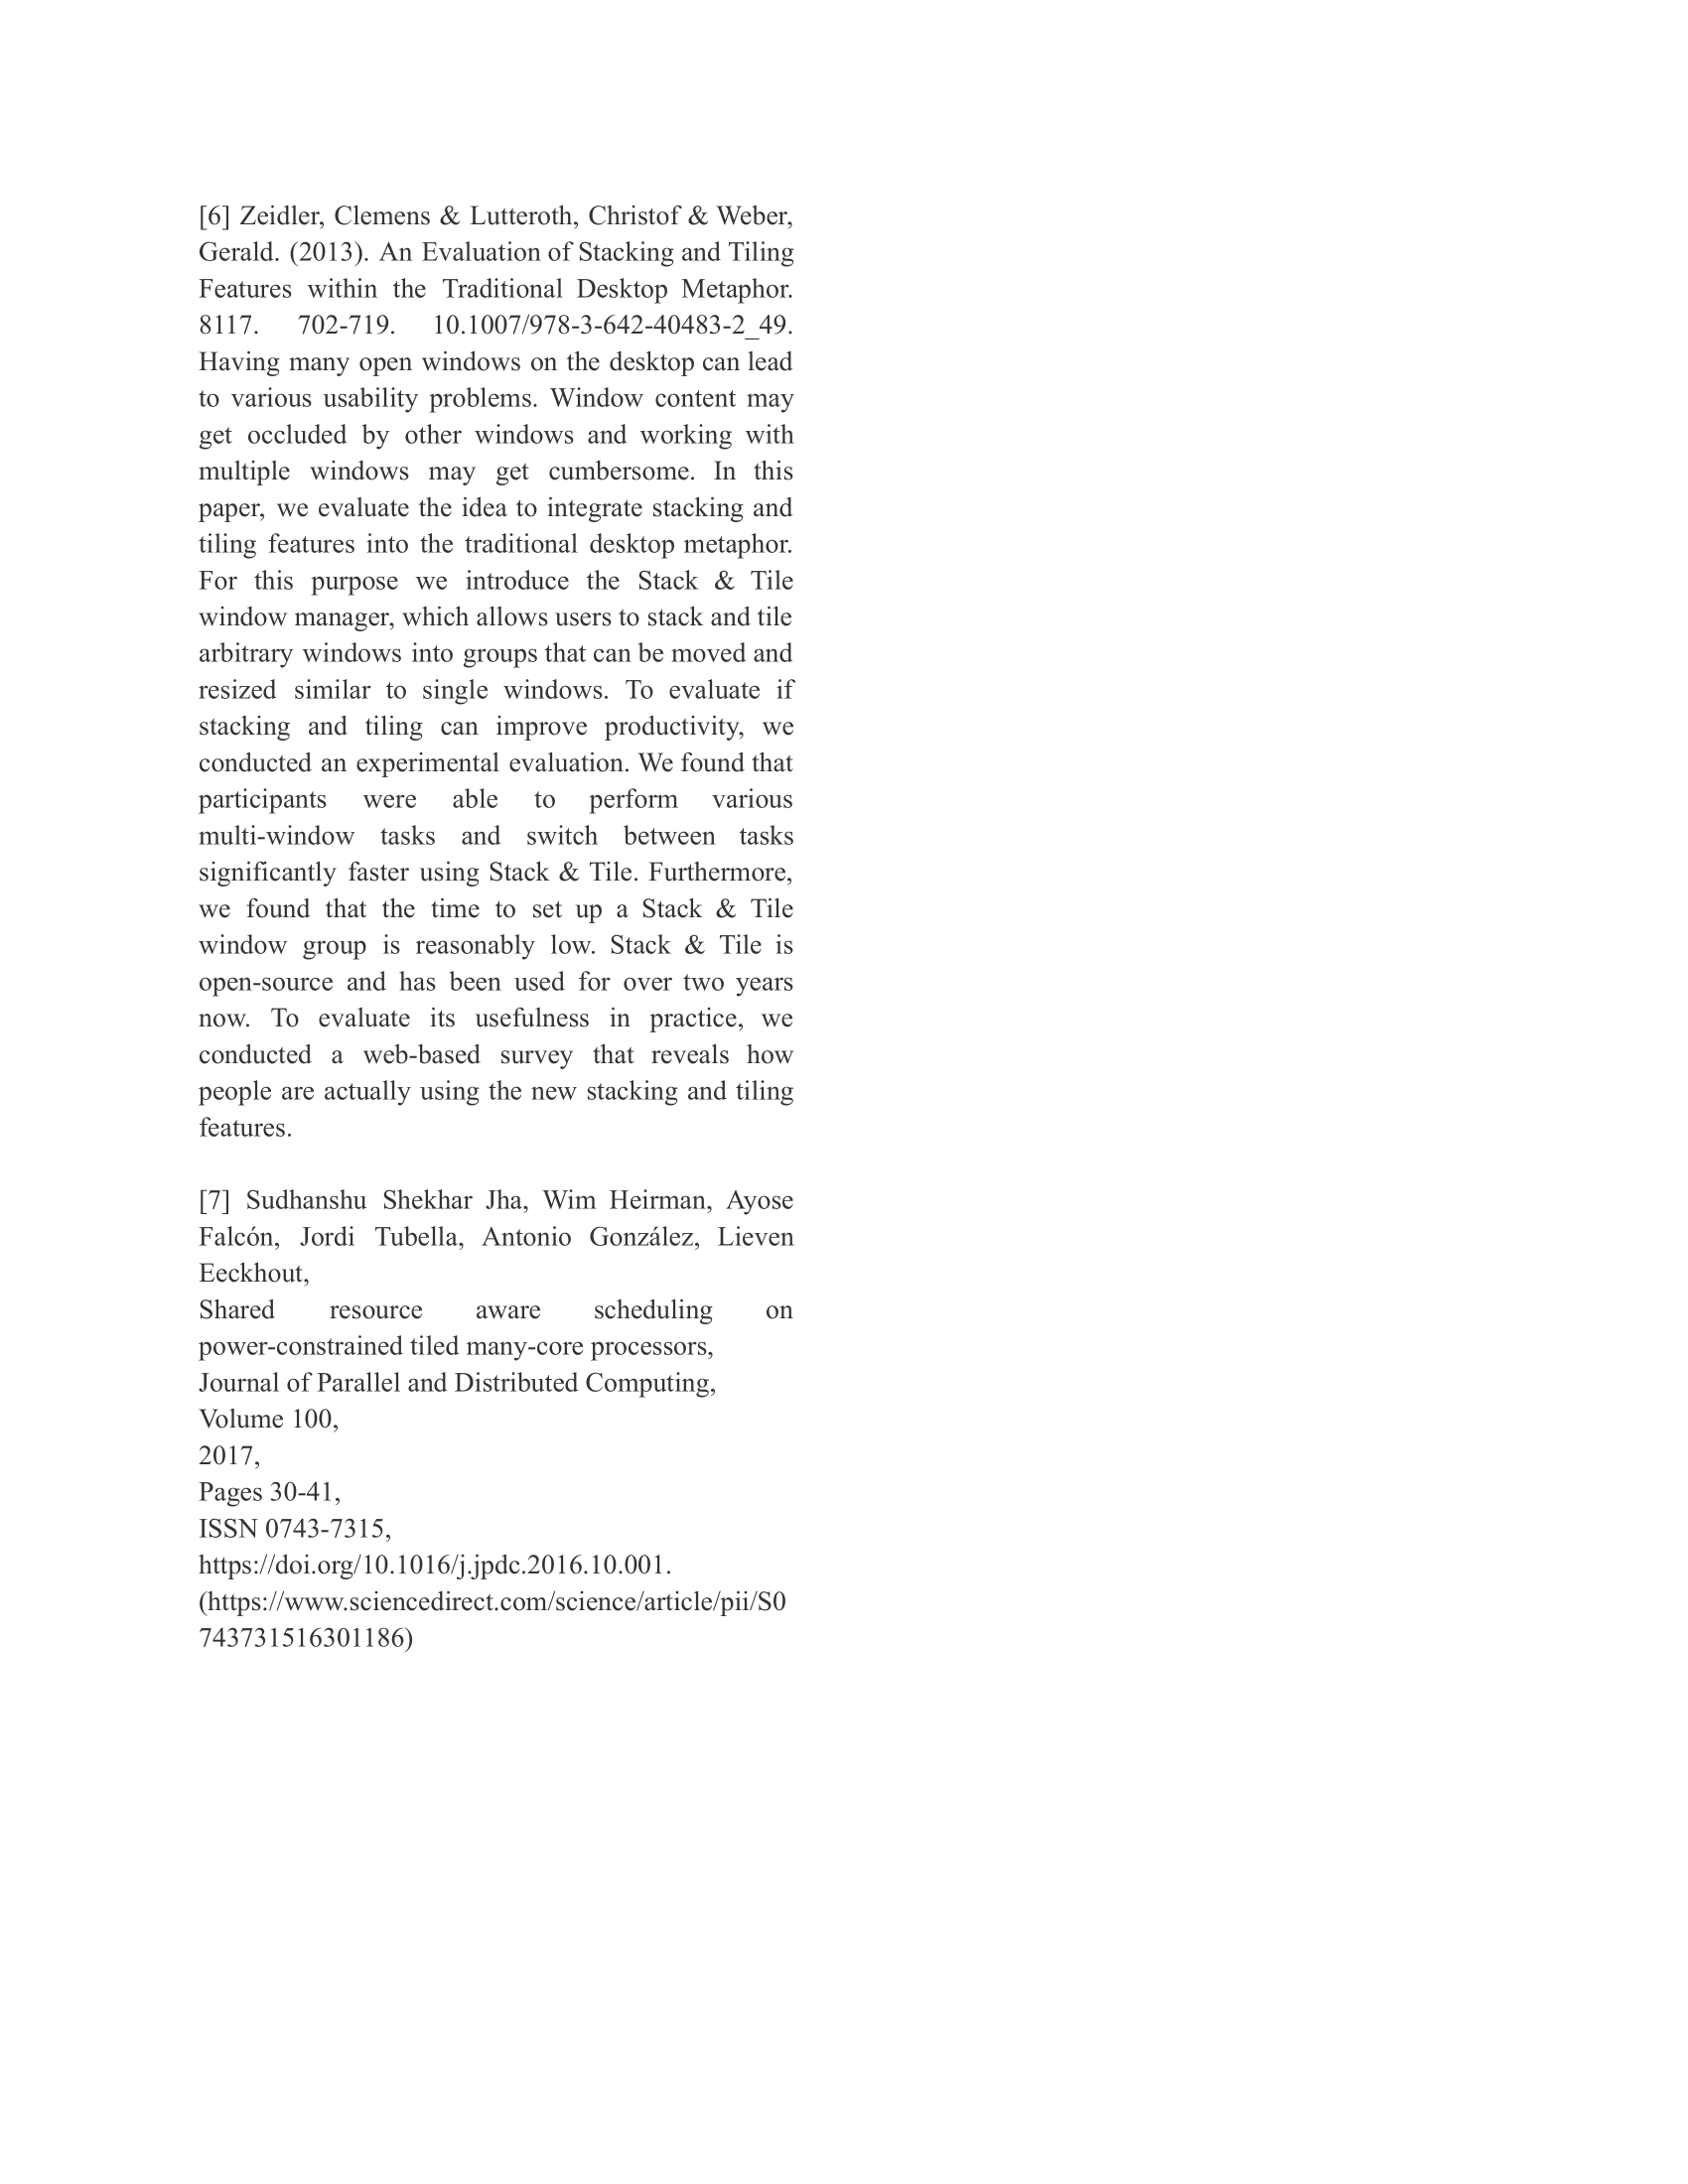 [6] Zeidler, Clemens & Lutteroth, Christof & Weber,
Gerald. (2013). An Evaluation of Stacking and Tiling
Features within the Traditional Desktop Metaphor.
8117. 702-719. 10.1007/978-3-642-40483-2_49.
Having many open windows on the desktop can lead
to various usability problems. Window content may
get occluded by other windows and working with
multiple windows may get cumbersome. In this
paper, we evaluate the idea to integrate stacking and
tiling features into the traditional desktop metaphor.
For this purpose we introduce the Stack & Tile
window manager, which allows users to stack and tile
arbitrary windows into groups that can be moved and
resized similar to single windows. To evaluate if
stacking and tiling can improve productivity, we
conducted an experimental evaluation. We found that
participants were able to perform various
multi-window tasks and switch between tasks
significantly faster using Stack & Tile. Furthermore,
we found that the time to set up a Stack & Tile
window group is reasonably low. Stack & Tile is
open-source and has been used for over two years
now. To evaluate its usefulness in practice, we
conducted a web-based survey that reveals how
people are actually using the new stacking and tiling
features.
[7] Sudhanshu Shekhar Jha, Wim Heirman, Ayose
Falcón, Jordi Tubella, Antonio González, Lieven
Eeckhout,
Shared resource aware scheduling on
power-constrained tiled many-core processors,
Journal of Parallel and Distributed Computing,
Volume 100,
2017,
Pages 30-41,
ISSN 0743-7315,
https://doi.org/10.1016/j.jpdc.2016.10.001.
(https://www.sciencedirect.com/science/article/pii/S0
743731516301186)